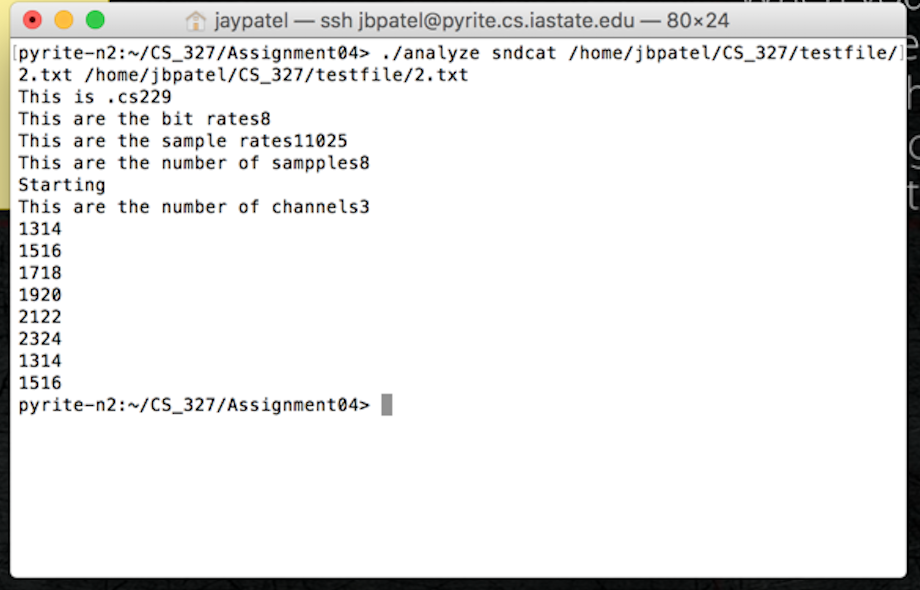 jaypatel — ssh jbpatel@pyrite.cs.iastate.edu — 80×24
[pyrite-n2:~/CS_327/Assignment04> ./analyze sndcat /home/jbpatel/CS_327/testfile/]
2.txt /home/jbpatel/CS_327/testfile/2.txt
This is .cs229
This are the bit rates8
This are the sample rates11025
This are the number of sampples8
Starting
This are the number of channels3
1314
1516
1718
1920
2122
2324
1314
1516
pyrite-n2:~/CS_327/Assignment04>